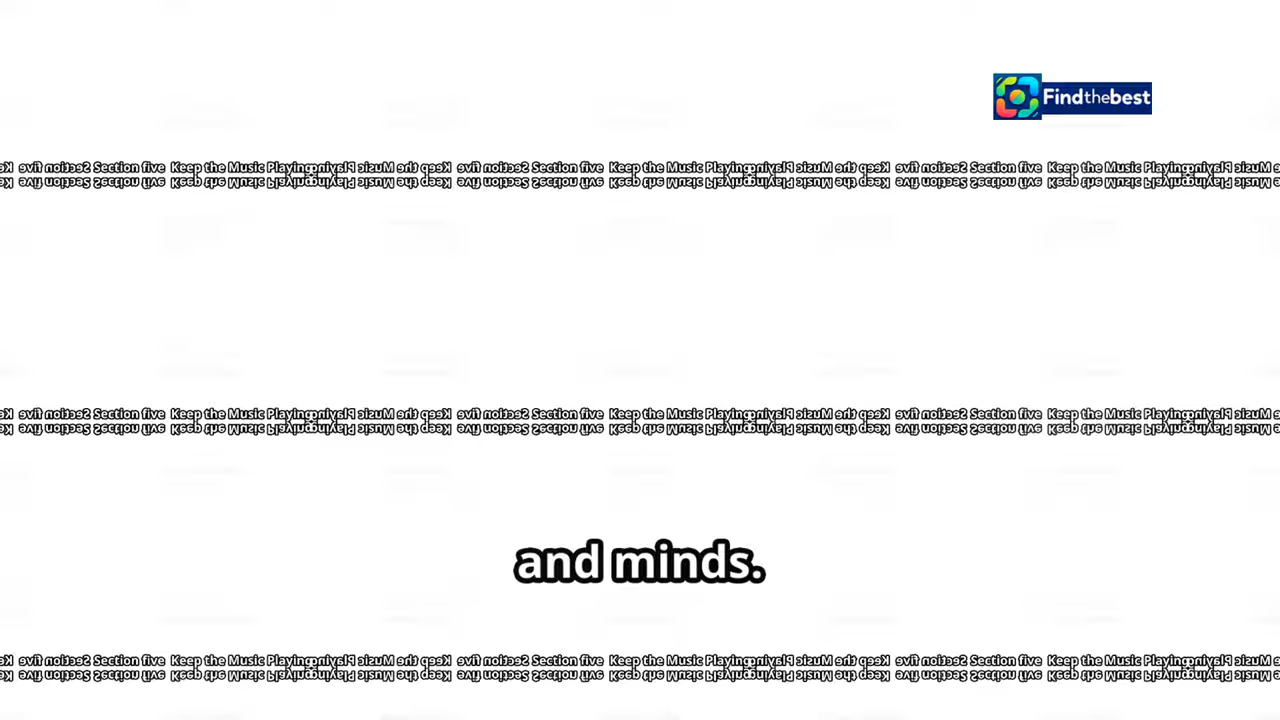 Findthebest
Section five Keep the Music Playing Section five Keep the Music Playing Section five Keep the Music Playing
Section five Keep the Music Playing Section five Keep the Music Playing Section five Keep the Music Playing
and minds.
Section five Keep the Music Playing Section five Keep the Music Playing Section five Keep the Music Playing